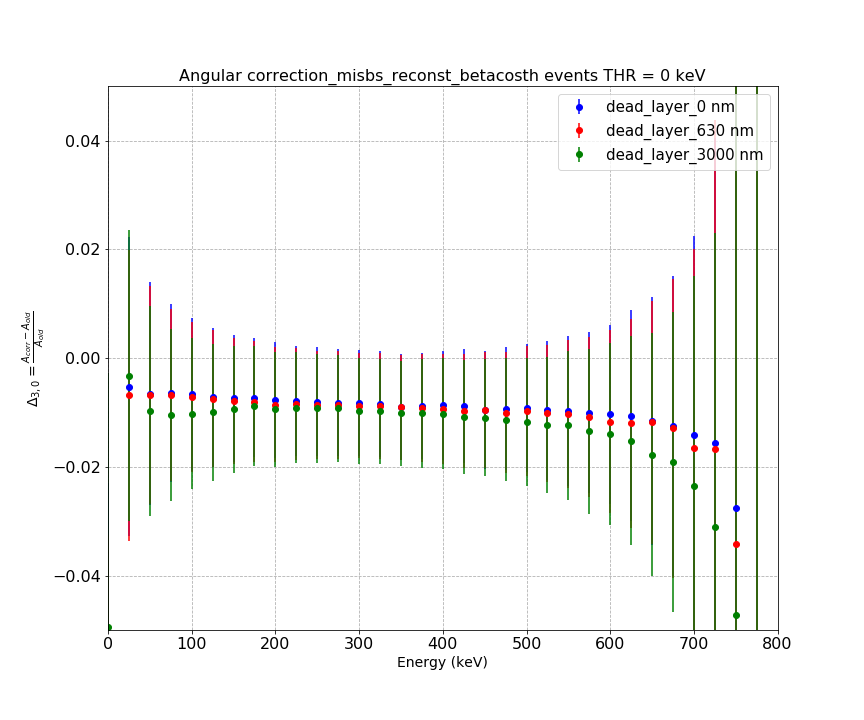 Angular correction_misbs_reconst_betacosth events THR = 0 keV
dead_layer_0 nm
dead_layer_630 nm
dead_layer_3000 nm
0.04
0.02
0.00
−0.02
−0.04
Δ3, 0 = Acorr − Aold / Aold
0 100 200 300 400 500 600 700 800
Energy (keV)